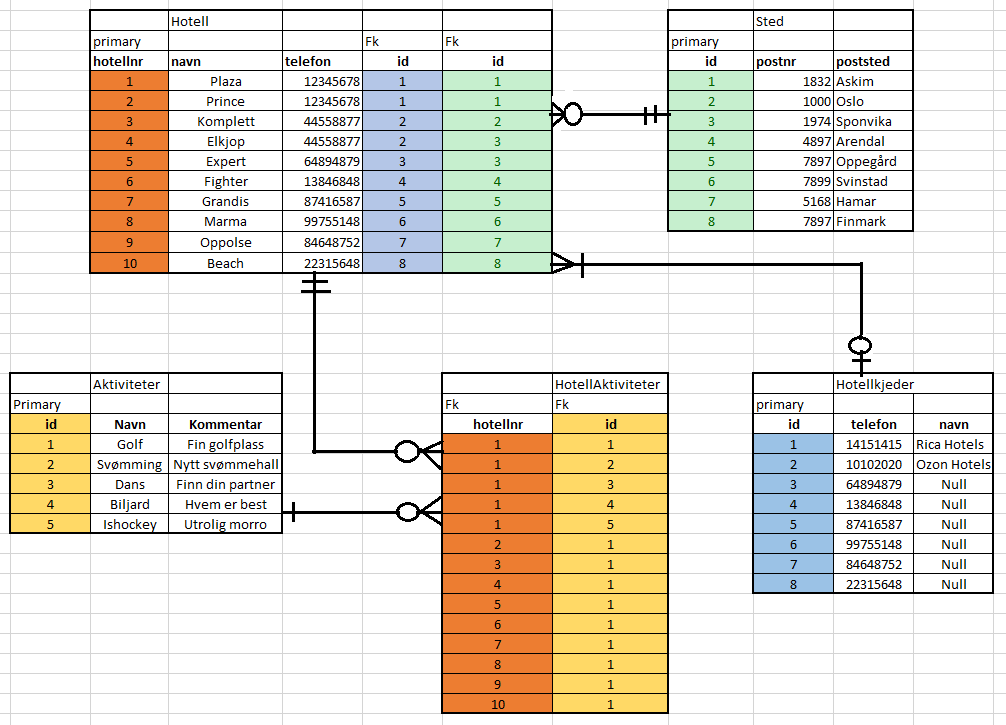 Hotell
primary Fk Fk
hotellnr navn telefon id id
1 Plaza 12345678 1 1
2 Prince 12345678 1 1
3 Komplett 44558877 2 2
4 Elkjop 44558877 2 3
5 Expert 64894879 3 3
6 Fighter 13846848 4 4
7 Grandis 87416587 5 5
8 Marma 99755148 6 6
9 Oppolse 84648752 7 7
10 Beach 22315648 8 8
Sted
primary
id postnr poststed
1 1832 Askim
2 1000 Oslo
3 1974 Sponvika
4 4897 Arendal
5 7897 Oppegård
6 7899 Svinstad
7 5168 Hamar
8 7897 Finmark
Aktiviteter
Primary
id Navn Kommentar
1 Golf Fin golfplass
2 Svømming Nytt svømmehall
3 Dans Finn din partner
4 Biljard Hvem er best
5 Ishockey Utrolig morro
HotellAktiviteter
Fk Fk
hotellnr id
1 1
1 2
1 3
1 4
1 5
2 1
3 1
4 1
5 1
6 1
7 1
8 1
9 1
10 1
Hotellkjeder
primary
id telefon navn
1 14151415 Rica Hotels
2 10102020 Ozon Hotels
3 64894879 Null
4 13846848 Null
5 87416587 Null
6 99755148 Null
7 84648752 Null
8 22315648 Null